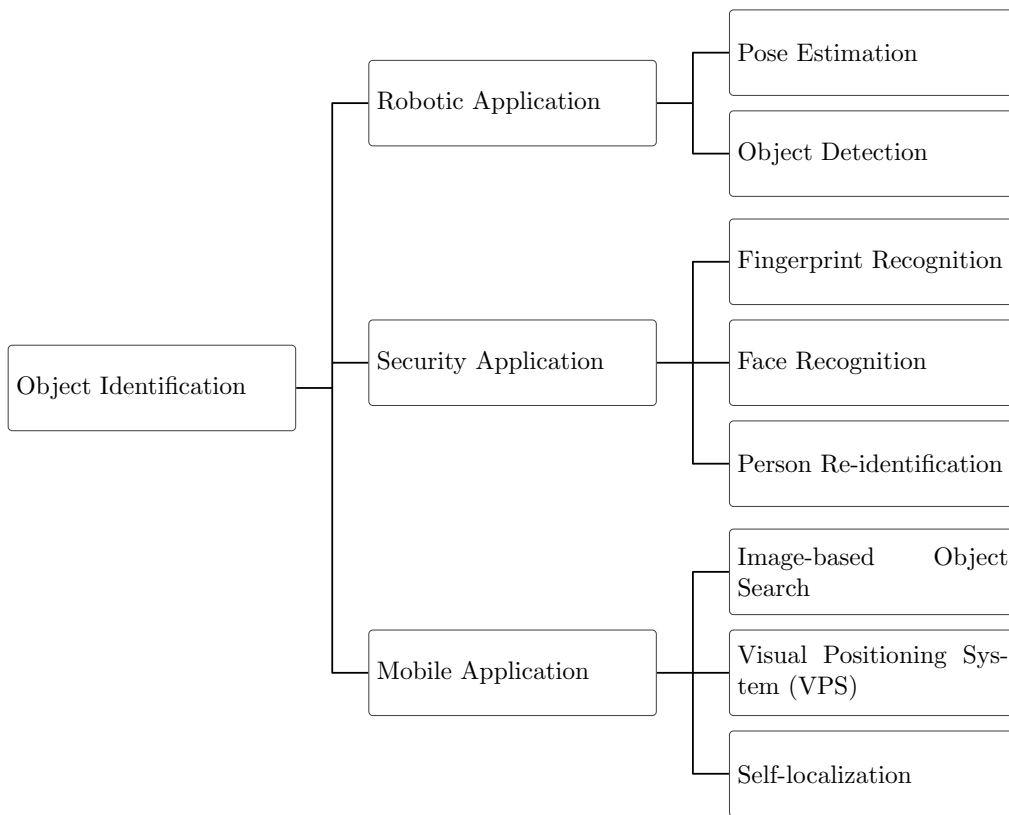 Object Identification
Robotic Application
Pose Estimation
Object Detection
Security Application
Fingerprint Recognition
Face Recognition
Person Re-identification
Mobile Application
Image-based Object
Search
Visual Positioning Sys-
tem (VPS)
Self-localization